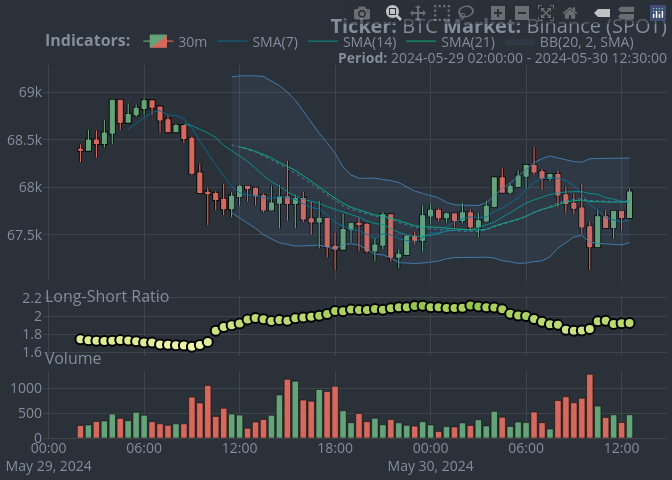 Ticker: BTC Market: Binance (SPOT)
Indicators: 30m SMA(7) SMA(14) SMA(21) BB(20, 2, SMA)
Period: 2024-05-29 02:00:00 - 2024-05-30 12:30:00
69k
68.5k
68k
67.5k
2.2 Long-Short Ratio
2
1.8
1.6
Volume
1000
500
0
00:00 06:00 12:00 18:00 00:00 06:00 12:00
May 29, 2024 May 30, 2024